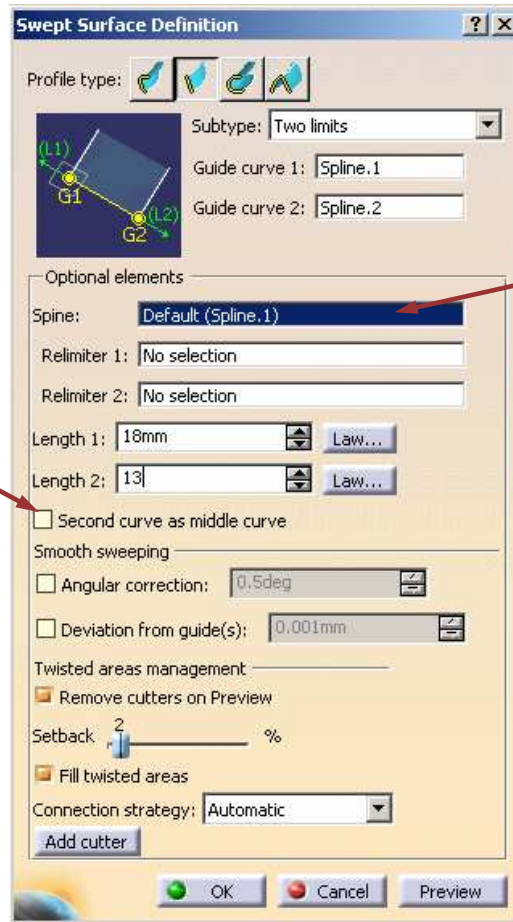 Swept Surface Definition ? X
Profile type:
Subtype: Two limits
(L1)
Guide curve 1: Spline.1
G1
Guide curve 2: Spline.2
(L2)
G2
Optional elements
Spine: Default (Spline.1)
Relimiter 1: No selection
Relimiter 2: No selection
Length 1: 18mm Law...
Length 2: 13 Law...
Second curve as middle curve
Smooth sweeping
Angular correction: 0.5deg
Deviation from guide(s): 0.001mm
Twisted areas management
Remove cutters on Preview
2
Setback %
Fill twisted areas
Connection strategy: Automatic
Add cutter
OK Cancel Preview